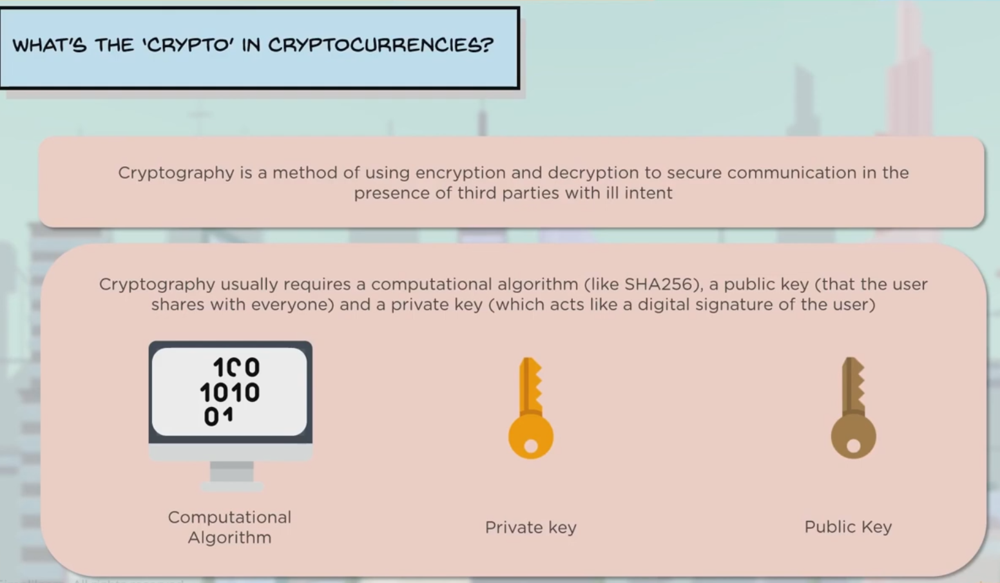 WHAT'S THE 'CRYPTO' IN CRYPTOCURRENCIES?
Cryptography is a method of using encryption and decryption to secure communication in the
presence of third parties with ill intent
Cryptography usually requires a computational algorithm (like SHA256), a public key (that the user
shares with everyone) and a private key (which acts like a digital signature of the user)
100
1010
01
Computational
Algorithm
Private key
Public Key